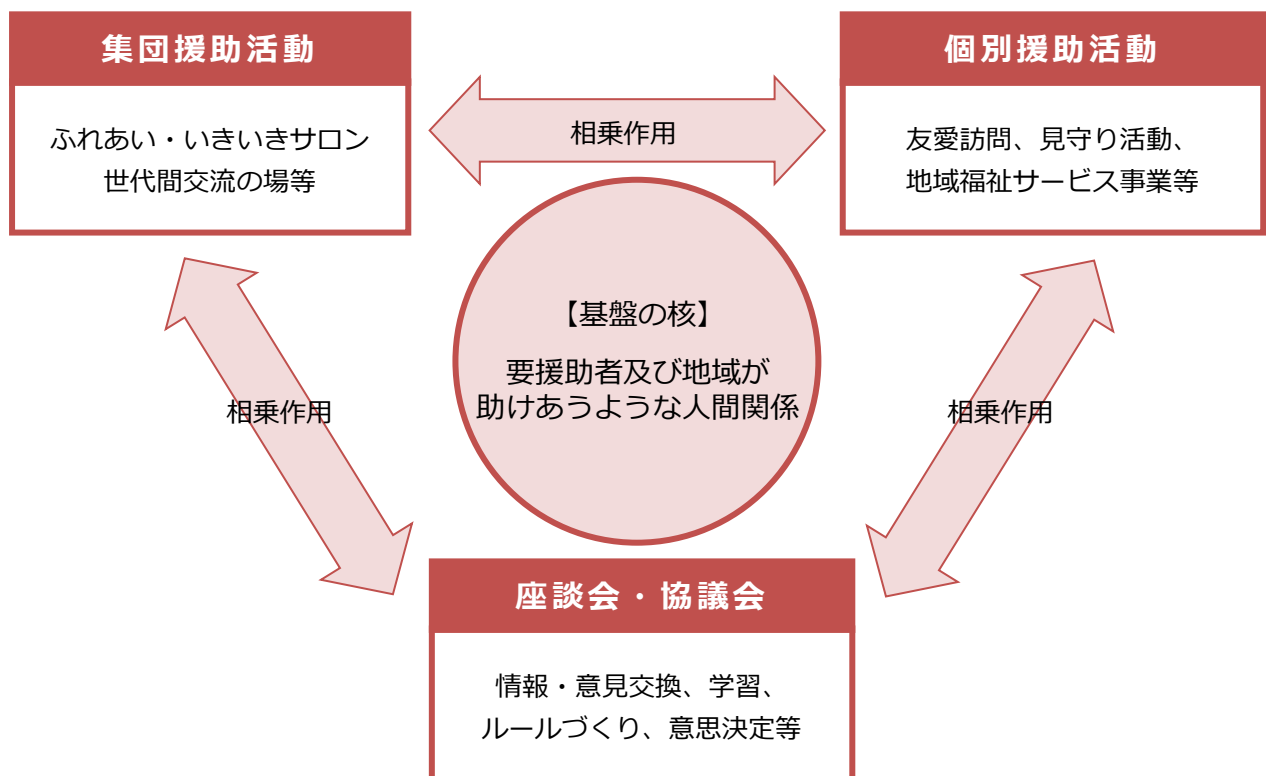 集団援助活動
ふれあい・いきいきサロン
世代間交流の場等
相乗作用
個別援助活動
友愛訪問、見守り活動、
地域福祉サービス事業等
【基盤の核】
要援助者及び地域が
助けあうような人間関係
相乗作用
相乗作用
座談会・協議会
情報・意見交換、学習、
ルールづくり、意思決定等